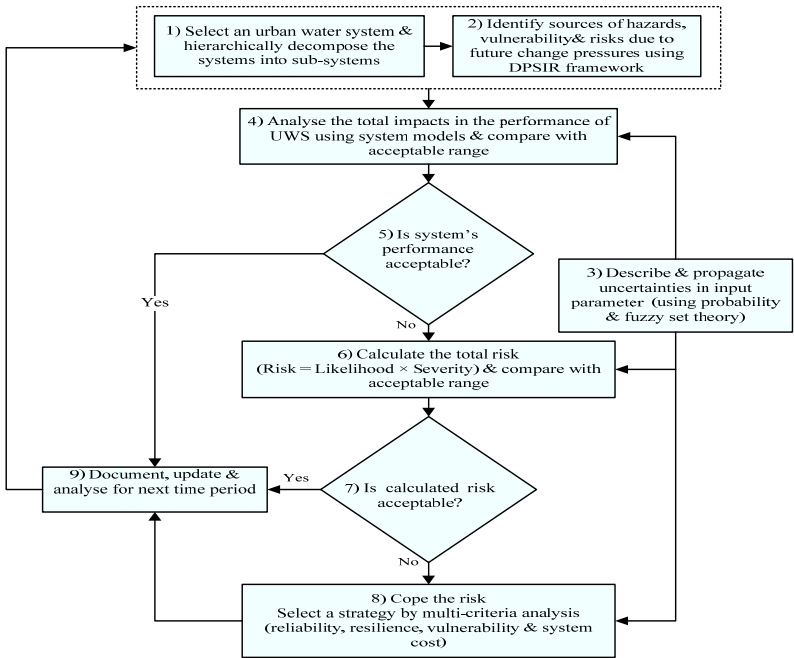 1) Select an urban water system &
hierarchically decompose the
systems into sub-systems
2) Identify sources of hazards,
vulnerability& risks due to
future change pressures using
DPSIR framework
4) Analyse the total impacts in the performance of
UWS using system models & compare with
acceptable range
5) Is system's
performance
acceptable?
3) Describe & propagate
uncertainties in input
parameter (using probability
& fuzzy set theory)
Yes
No
6) Calculate the total risk
(Risk = Likelihood × Severity) & compare with
acceptable range
9) Document, update &
analyse for next time period
Yes
7) Is calculated risk
acceptable?
No
8) Cope the risk
Select a strategy by multi-criteria analysis
(reliability, resilience, vulnerability & system
cost)